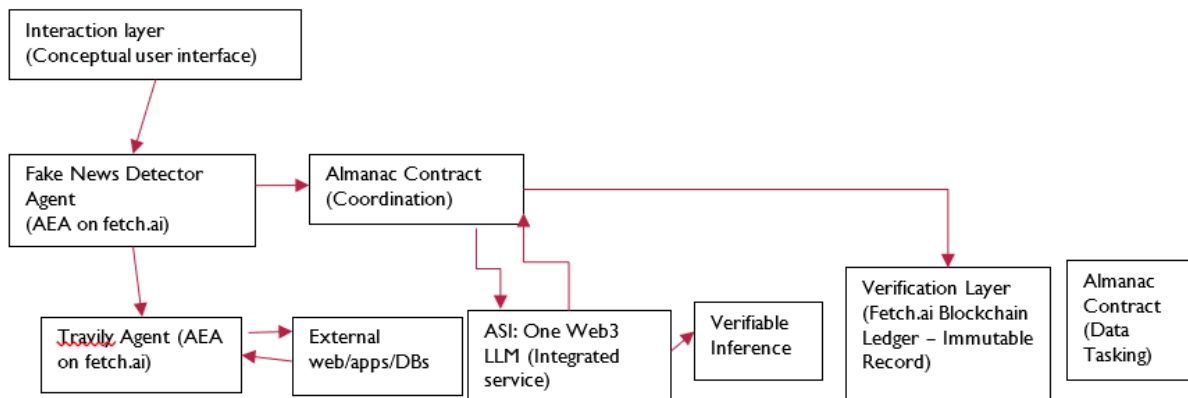 Interaction layer
(Conceptual user interface)
Fake News Detector
Agent
(AEA on fetch.ai)
Almanac Contract
(Coordination)
Travily Agent (AEA
on fetch.ai)
External
web/apps/DBs
ASI: One Web3
LLM (Integrated
service)
Verifiable
Inference
Verification Layer
(Fetch.ai Blockchain
Ledger – Immutable
Record)
Almanac
Contract
(Data
Tasking)